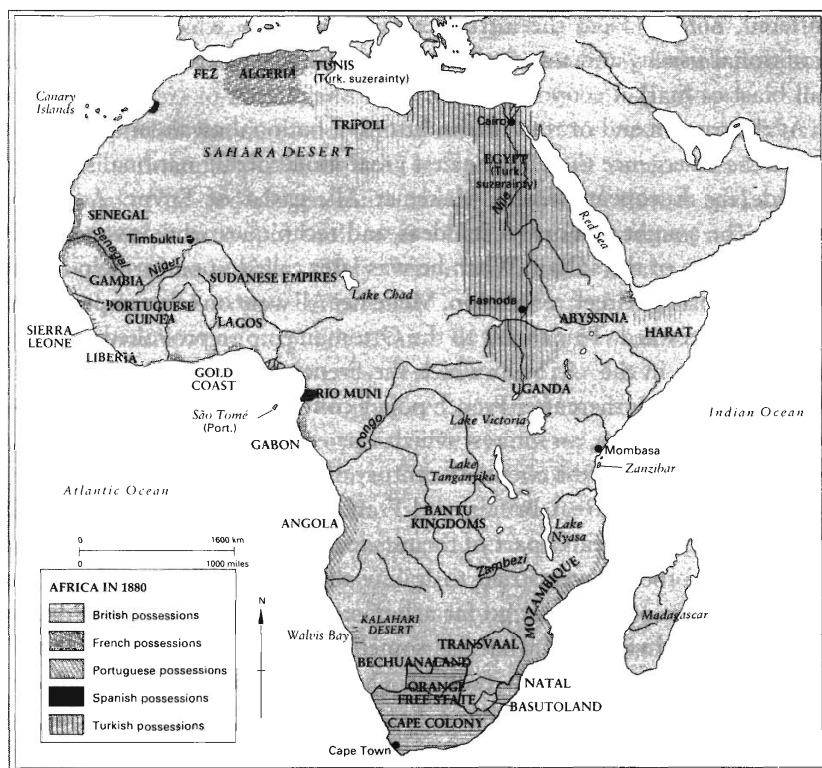 TUNIS
(Turk. suzerainty)
FEZ
ALGERIA
Canary
Islands
TRIPOLI
Cairo
SAHARA DESERT
EGYPT
(Turk.
suzerainty)
Nile
Red Sea
SENEGAL
Senegal
Timbuktu
Niger
GAMBIA
SUDANESE EMPIRES
Lake Chad
PORTUGUESE
GUINEA
LAGOS
Fashoda
ABYSSINIA
HARAT
SIERRA
LEONE
LIBERIA
GOLD
COAST
RIO MUNI
UGANDA
São Tomé
(Port.)
Lake Victoria
Indian Ocean
GABON
Congo
Mombasa
Zanzibar
Lake
Tanganyika
Atlantic Ocean
ANGOLA
BANTU
KINGDOMS
Lake
Nyasa
0 1600 km
0 1000 miles
Zambezi
MOZAMBIQUE
Madagascar
AFRICA IN 1880
British possessions
French possessions
Portuguese possessions
Spanish possessions
Turkish possessions
N
Walvis Bay
KALAHARI
DESERT
TRANSVAAL
BECHUANALAND
ORANGE
FREE STATE
NATAL
BASUTOLAND
CAPE COLONY
Cape Town